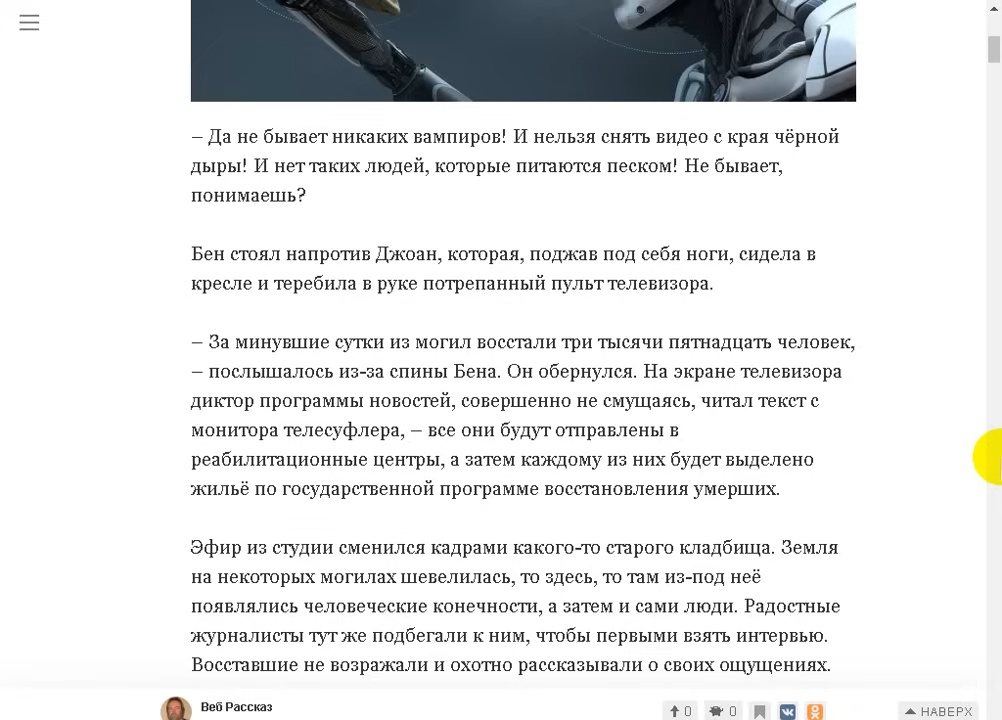 – Да не бывает никаких вампиров! И нельзя снять видео с края чёрной
дыры! И нет таких людей, которые питаются песком! Не бывает,
понимаешь?
Бен стоял напротив Джоан, которая, поджав под себя ноги, сидела в
кресле и теребила в руке потрепанный пульт телевизора.
– За минувшие сутки из могил восстали три тысячи пятнадцать человек,
– послышалось из-за спины Бена. Он обернулся. На экране телевизора
диктор программы новостей, совершенно не смущаясь, читал текст с
монитора телесуфлера, – все они будут отправлены в
реабилитационные центры, а затем каждому из них будет выделено
жильё по государственной программе восстановления умерших.
Эфир из студии сменился кадрами какого-то старого кладбища. Земля
на некоторых могилах шевелилась, то здесь, то там из-под неё
появлялись человеческие конечности, а затем и сами люди. Радостные
журналисты тут же подбегали к ним, чтобы первыми взять интервью.
Восставшие не возражали и охотно рассказывали о своих ощущениях.
Веб Рассказ
0 0 НАВЕРХ